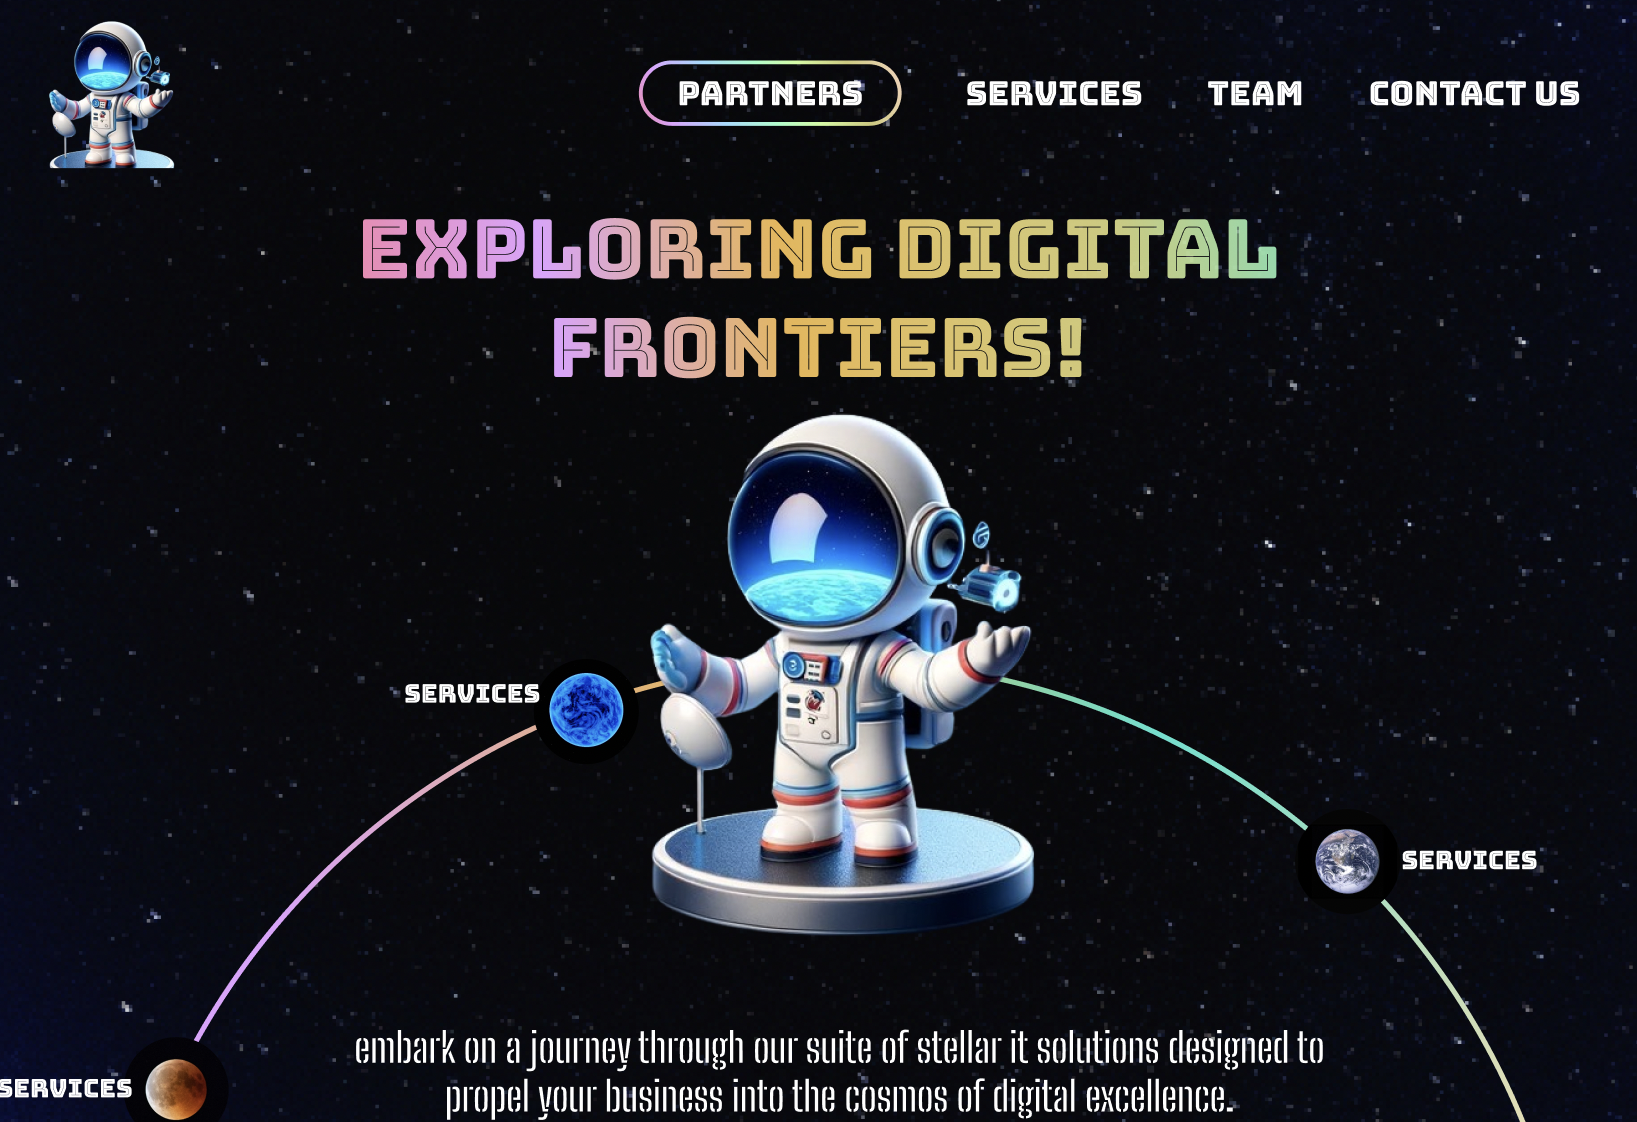 PARTNERS
SERVICES
TEAM
CONTACT US
EXPLORING DIGITAL
FRONTIERS!
SERVICES
SERVICES
embark on a journey through our suite of stellar it solutions designed to
propel your business into the cosmos of digital excellence.
SERVICES